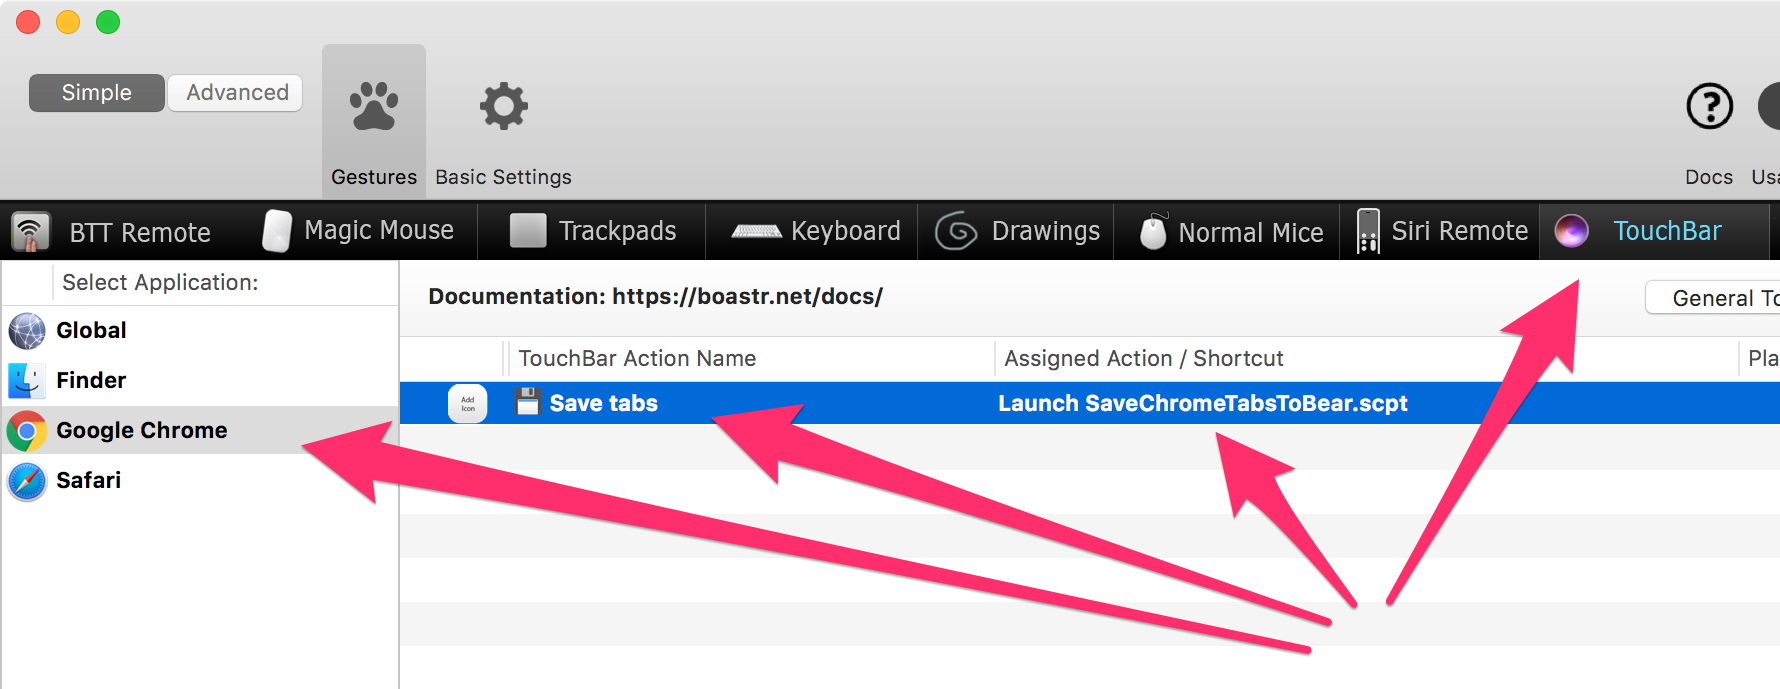 Simple Advanced
Gestures Basic Settings Docs Usa
BTT Remote Magic Mouse Trackpads Keyboard Drawings Normal Mice Siri Remote TouchBar
Select Application:
Documentation: https://boastr.net/docs/ General To
Global
TouchBar Action Name Assigned Action / Shortcut Pla
Finder
Add Icon 💾 Save tabs Launch SaveChromeTabsToBear.scpt
Google Chrome
Safari